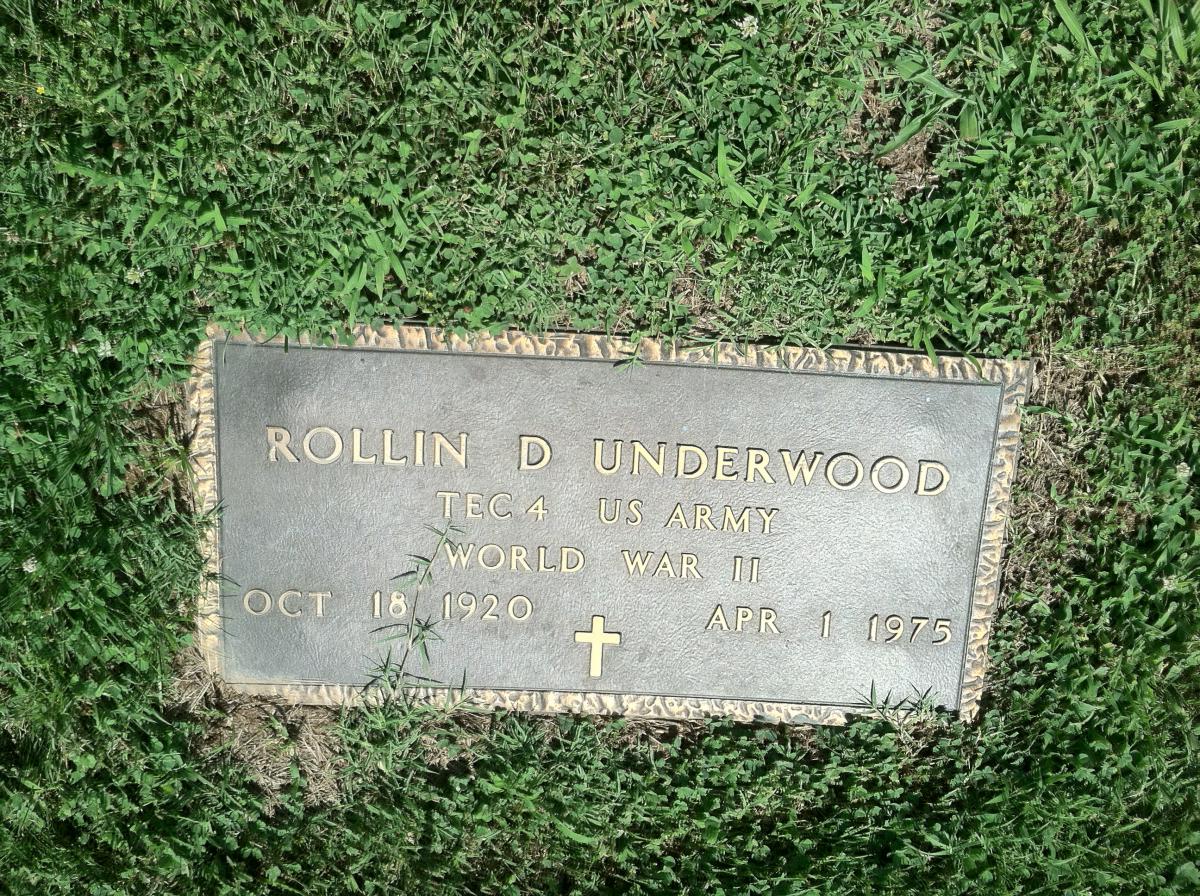 ROLLIN D UNDERWOOD
TEC 4 US ARMY
WORLD WAR II
OCT 18 1920 APR 1 1975